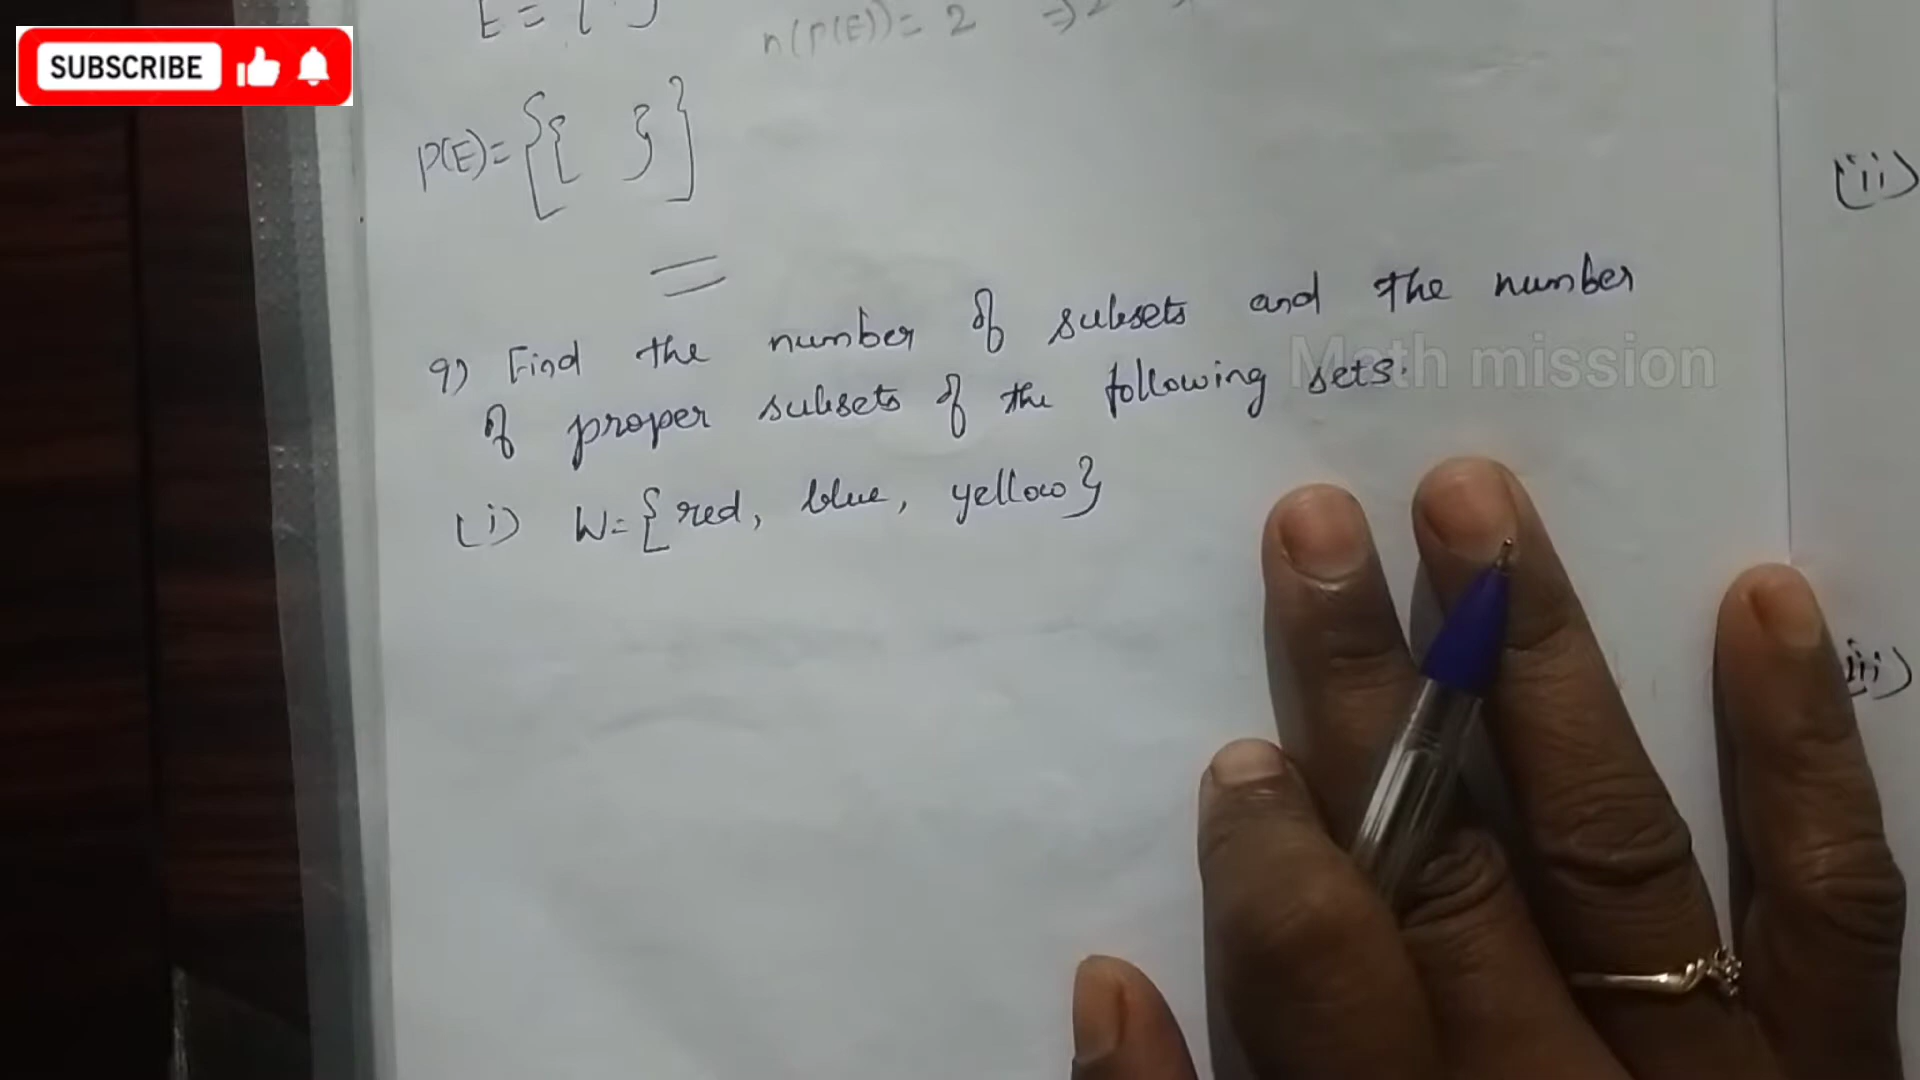 SUBSCRIBE
n(P(E)) = 2
P(E) = {{ }}
9) Find the number of subsets and the number
of proper subsets of the following sets.
Math mission
(i) W = {red, blue, yellow}
(ii)
(iii)